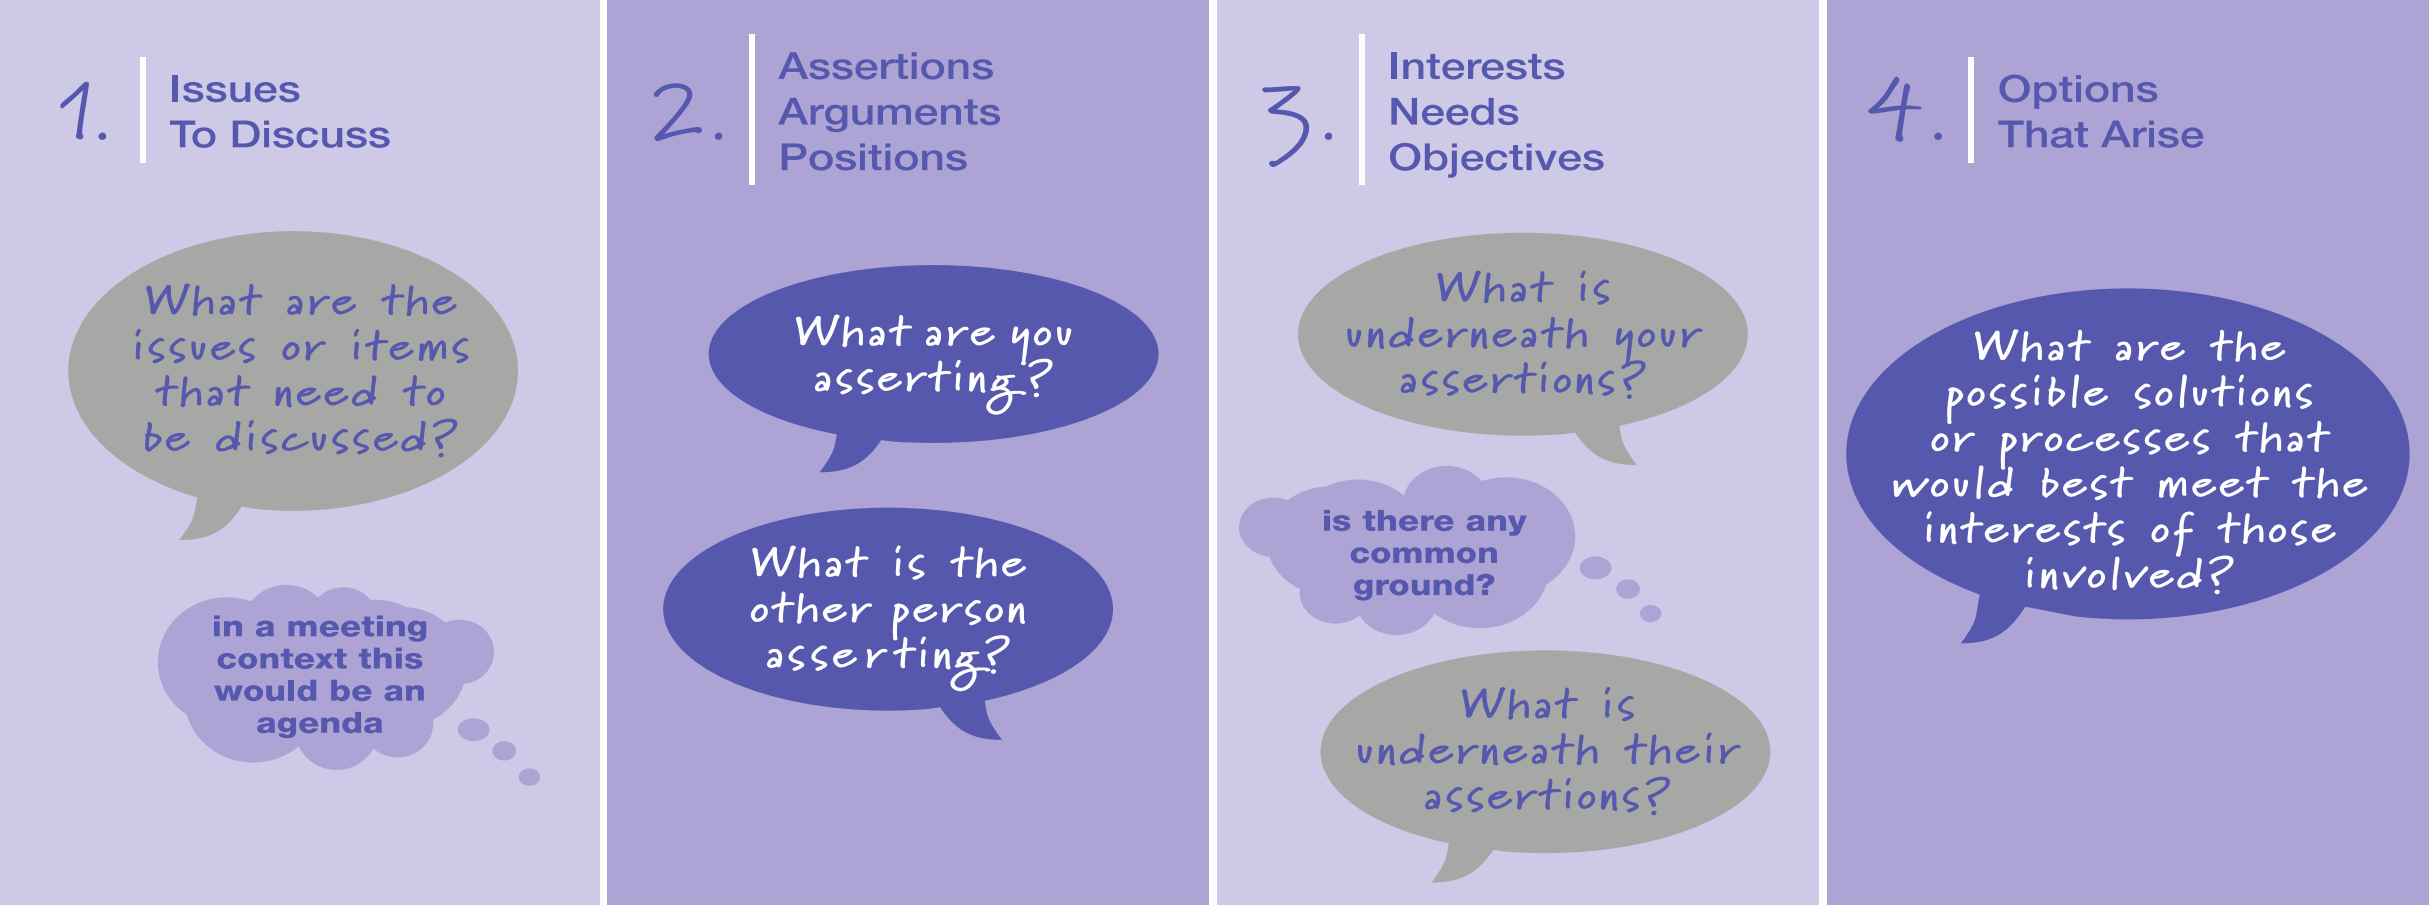 1.
Issues
To Discuss
What are the
issues or items
that need to
be discussed?
in a meeting
context this
would be an
agenda
2.
Assertions
Arguments
Positions
What are you
asserting?
What is the
other person
asserting?
3.
Interests
Needs
Objectives
What is
underneath your
assertions?
is there any
common
ground?
What is
underneath their
assertions?
4.
Options
That Arise
What are the
possible solutions
or processes that
would best meet the
interests of those
involved?